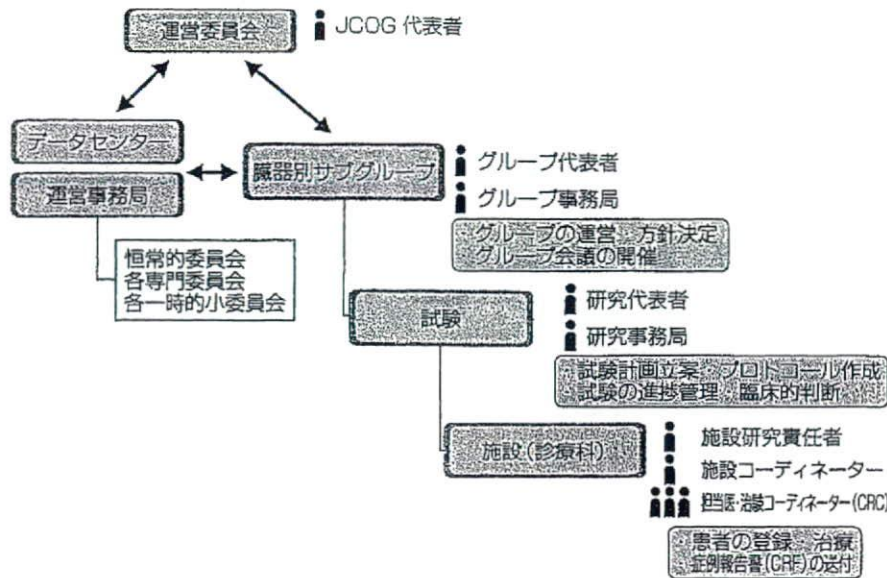 運営委員会
JCOG 代表者
データセンター
運営事務局
臓器別サブグループ
グループ代表者
グループ事務局
・グループの運営・方針決定
・グループ会議の開催
恒常的委員会
各専門委員会
各一時的小委員会
試験
研究代表者
研究事務局
・試験計画立案・プロトコール作成
・試験の進捗管理・臨床的判断
施設(診療科)
施設研究責任者
施設コーディネーター
担当医・治験コーディネーター(CRC)
・患者の登録・治療
・症例報告書(CRF)の送付